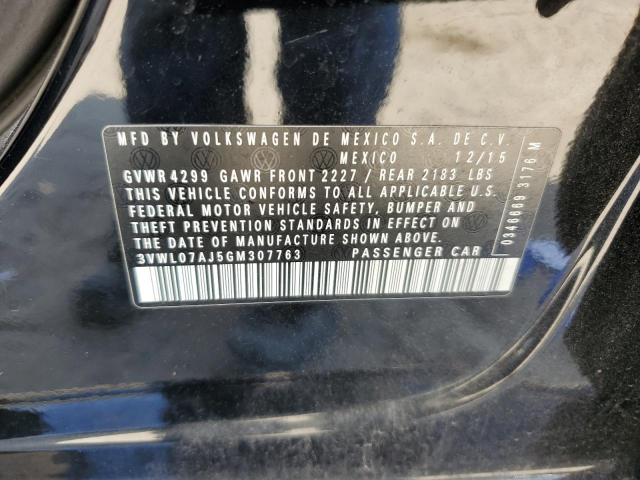 MFD BY VOLKSWAGEN DE MEXICO S.A. DE C.V.
MEXICO 12/15
GVWR 4299 GAWR FRONT 2227 / REAR 2183 LBS
THIS VEHICLE CONFORMS TO ALL APPLICABLE U.S.
FEDERAL MOTOR VEHICLE SAFETY, BUMPER AND
THEFT PREVENTION STANDARDS IN EFFECT ON
THE DATE OF MANUFACTURE SHOWN ABOVE.
3VWL07AJ5GM307763 PASSENGER CAR
0346669 3176 M